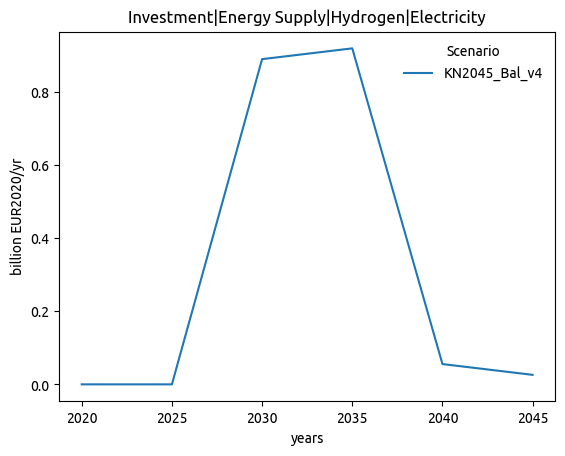 Investment|Energy Supply|Hydrogen|Electricity
Scenario
KN2045_Bal_v4
billion EUR2020/yr
0.8
0.6
0.4
0.2
0.0
2020 2025 2030 2035 2040 2045
years